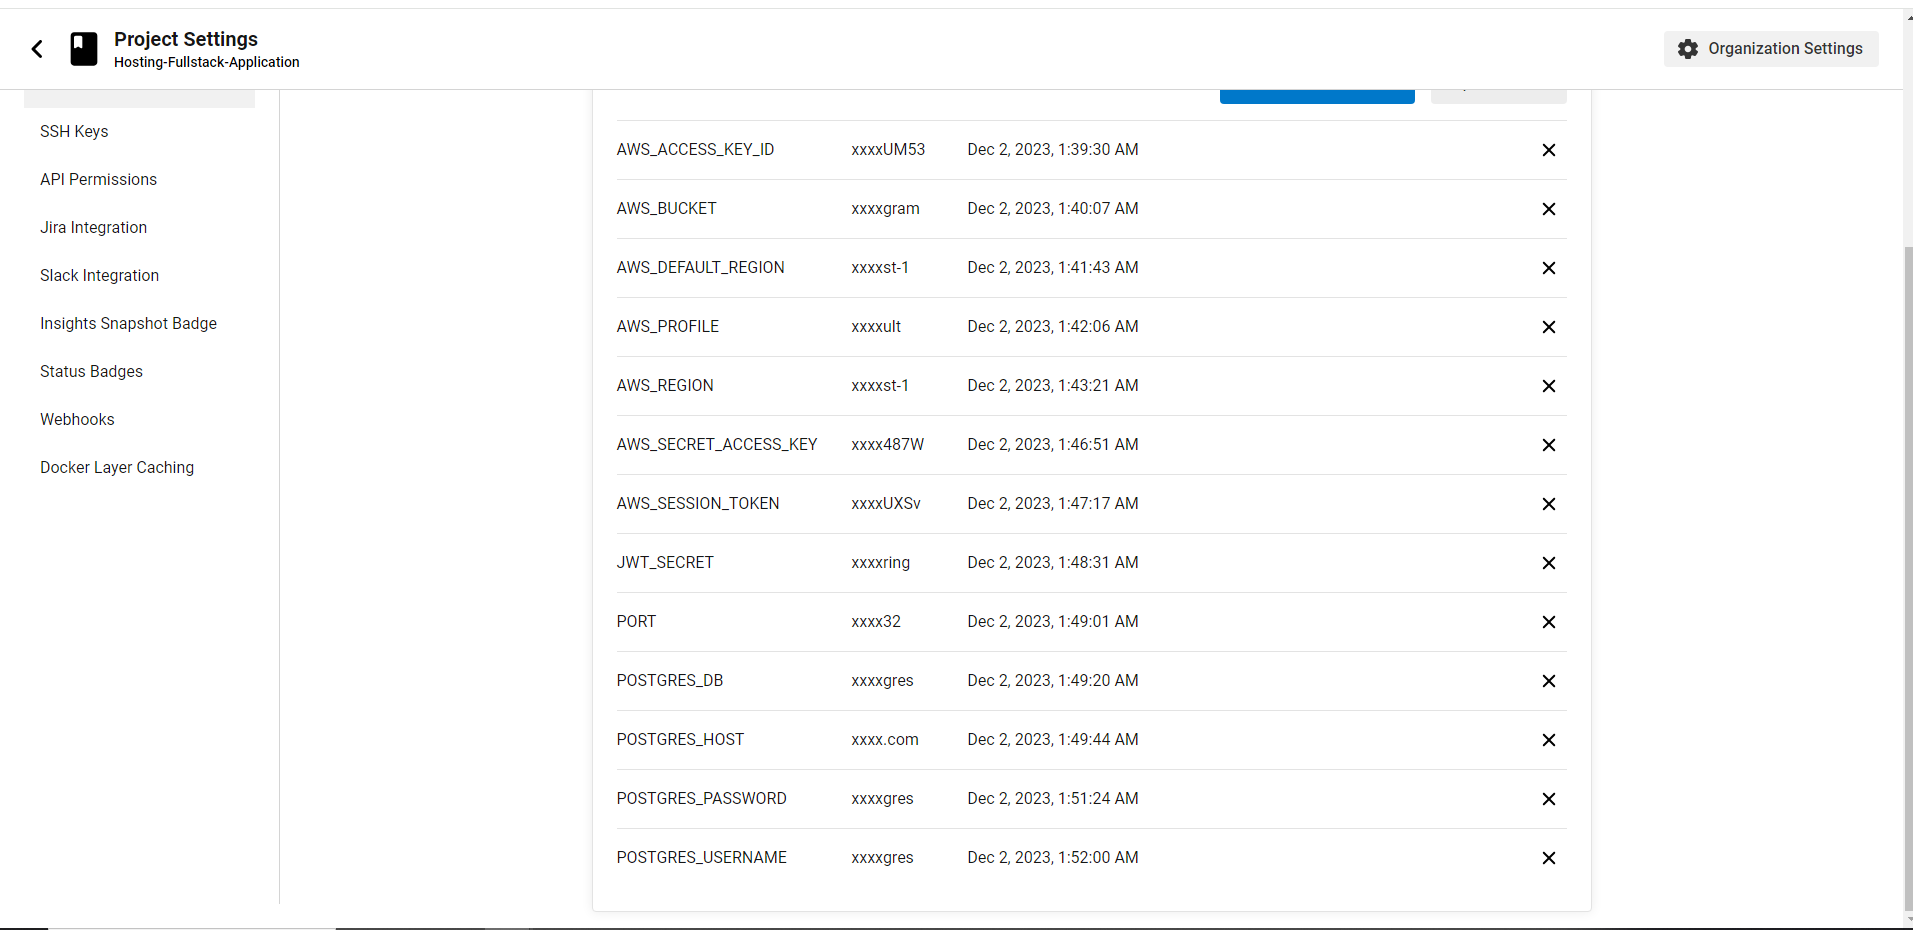 Project Settings
Hosting-Fullstack-Application
Organization Settings
SSH Keys
API Permissions
Jira Integration
Slack Integration
Insights Snapshot Badge
Status Badges
Webhooks
Docker Layer Caching
AWS_ACCESS_KEY_ID xxxxUM53 Dec 2, 2023, 1:39:30 AM
AWS_BUCKET xxxxgram Dec 2, 2023, 1:40:07 AM
AWS_DEFAULT_REGION xxxxst-1 Dec 2, 2023, 1:41:43 AM
AWS_PROFILE xxxxult Dec 2, 2023, 1:42:06 AM
AWS_REGION xxxxst-1 Dec 2, 2023, 1:43:21 AM
AWS_SECRET_ACCESS_KEY xxxx487W Dec 2, 2023, 1:46:51 AM
AWS_SESSION_TOKEN xxxxUXSv Dec 2, 2023, 1:47:17 AM
JWT_SECRET xxxxring Dec 2, 2023, 1:48:31 AM
PORT xxxx32 Dec 2, 2023, 1:49:01 AM
POSTGRES_DB xxxxgres Dec 2, 2023, 1:49:20 AM
POSTGRES_HOST xxxx.com Dec 2, 2023, 1:49:44 AM
POSTGRES_PASSWORD xxxxgres Dec 2, 2023, 1:51:24 AM
POSTGRES_USERNAME xxxxgres Dec 2, 2023, 1:52:00 AM